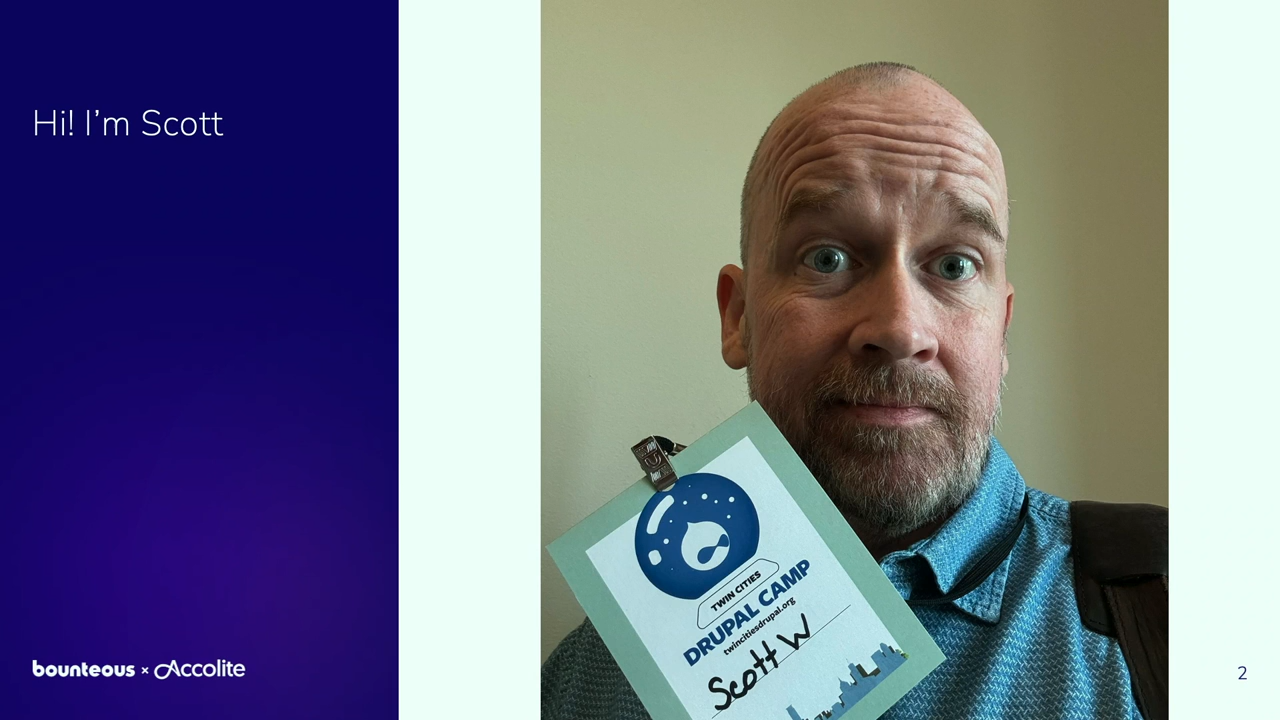 Hi! I'm Scott
TWIN CITIES
DRUPAL CAMP
twincitiesdrupal.org
Scott W
bounteous x Accolite
2